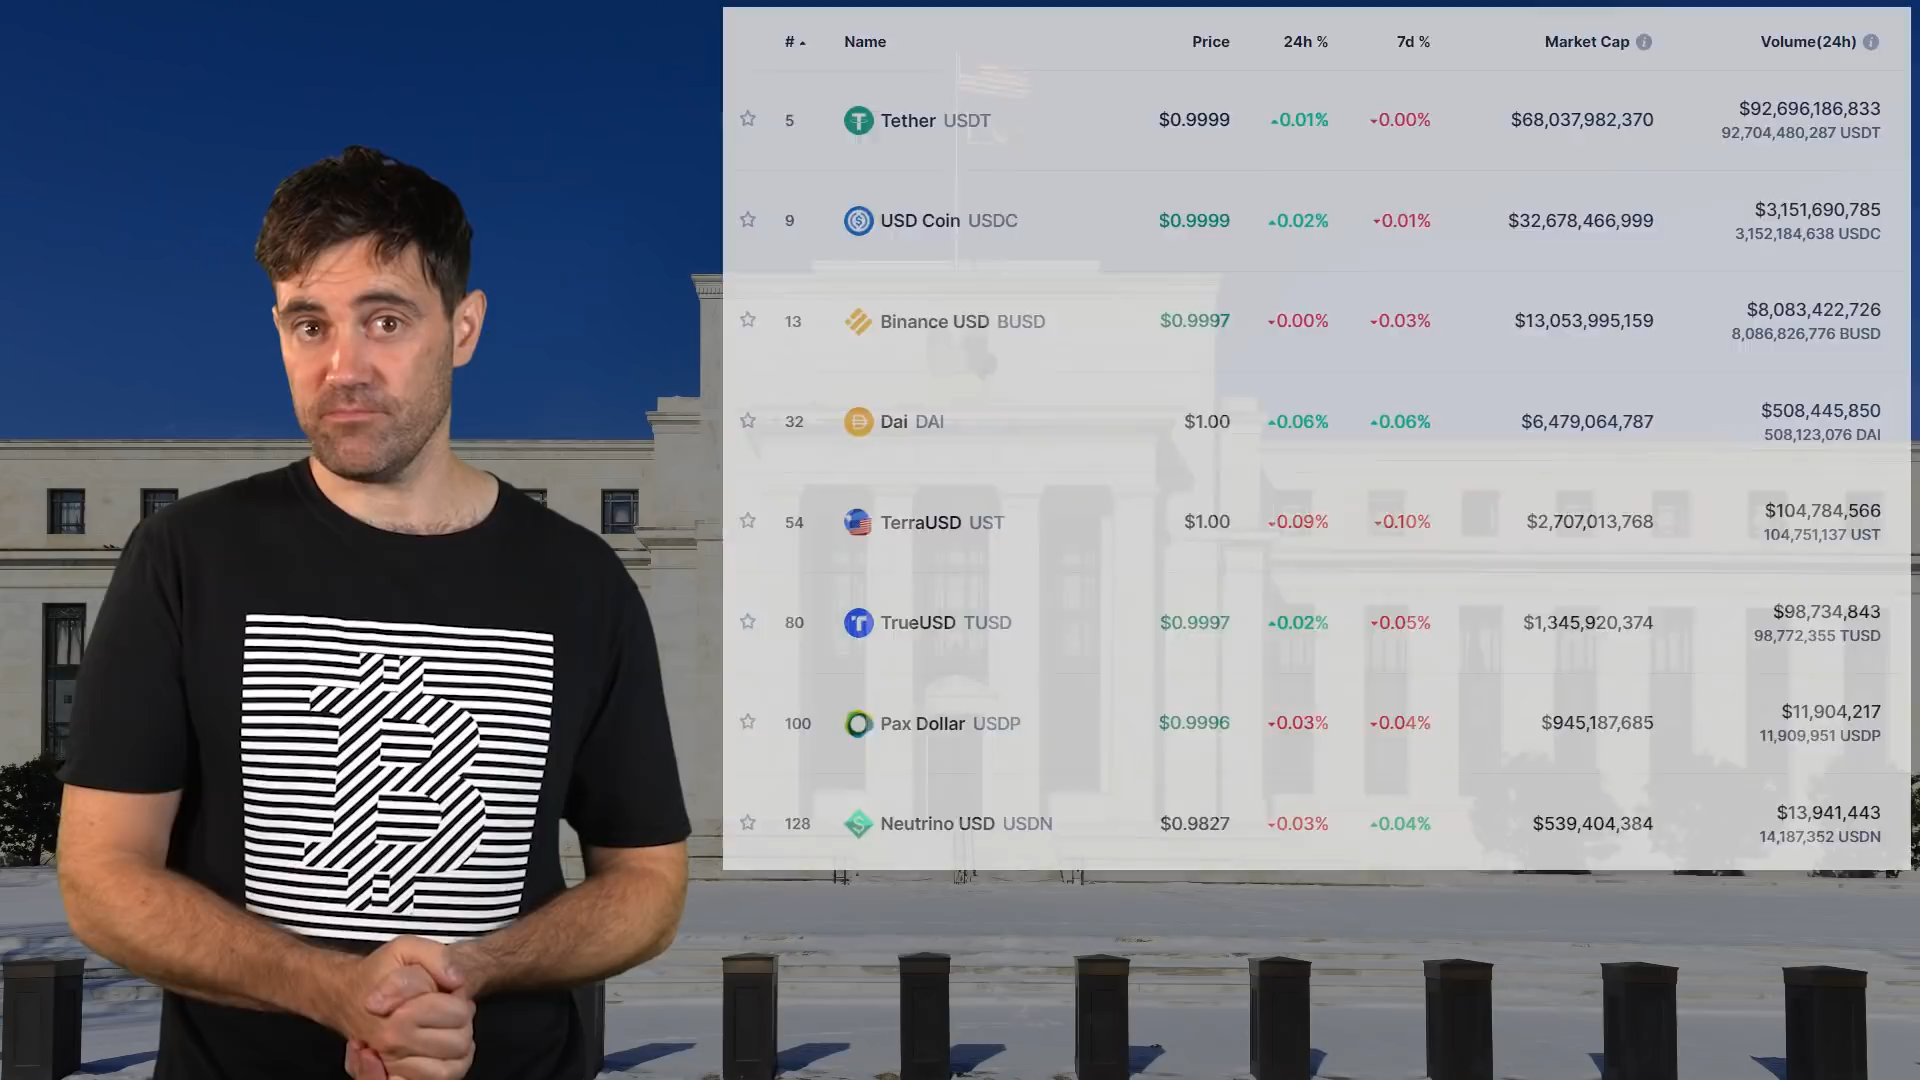 # Name Price 24h % 7d % Market Cap Volume(24h)
5 Tether USDT $0.9999 0.01% 0.00% $68,037,982,370 $92,696,186,833
92,704,480,287 USDT
9 USD Coin USDC $0.9999 0.02% 0.01% $32,678,466,999 $3,151,690,785
3,152,184,638 USDC
13 Binance USD BUSD $0.9997 0.00% 0.03% $13,053,995,159 $8,083,422,726
8,086,826,776 BUSD
32 Dai DAI $1.00 0.06% 0.06% $6,479,064,787 $508,445,850
508,123,076 DAI
54 TerraUSD UST $1.00 0.09% 0.10% $2,707,013,768 $104,784,566
104,751,137 UST
80 TrueUSD TUSD $0.9997 0.02% 0.05% $1,345,920,374 $98,734,843
98,772,355 TUSD
100 Pax Dollar USDP $0.9996 0.03% 0.04% $945,187,685 $11,904,217
11,909,951 USDP
128 Neutrino USD USDN $0.9827 0.03% 0.04% $539,404,384 $13,941,443
14,187,352 USDN